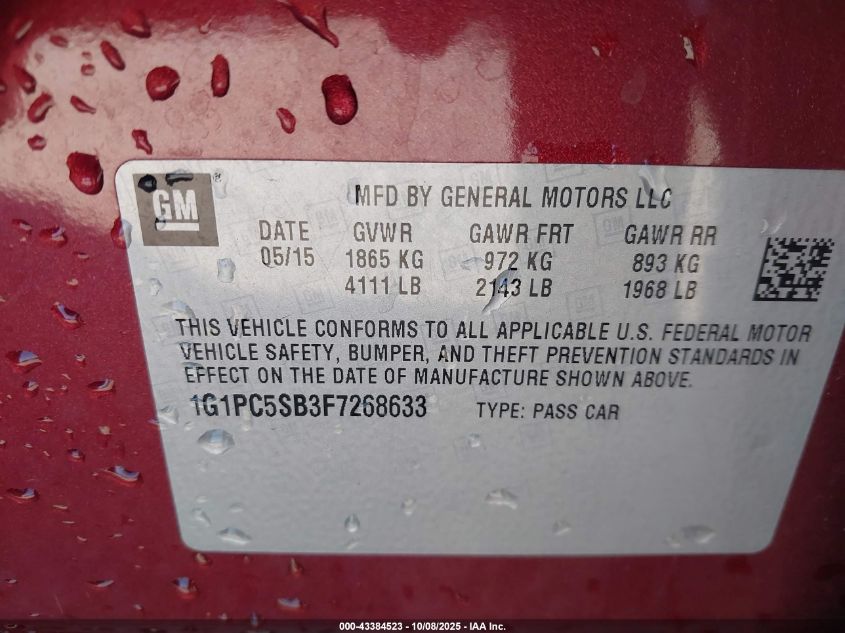 GM ®
MFD BY GENERAL MOTORS LLC
DATE GVWR GAWR FRT GAWR RR
05/15 1865 KG 972 KG 893 KG
4111 LB 2143 LB 1968 LB
THIS VEHICLE CONFORMS TO ALL APPLICABLE U.S. FEDERAL MOTOR
VEHICLE SAFETY, BUMPER, AND THEFT PREVENTION STANDARDS IN
EFFECT ON THE DATE OF MANUFACTURE SHOWN ABOVE.
1G1PC5SB3F7268633 TYPE: PASS CAR
000-43384523 - 10/08/2025 - IAA Inc.